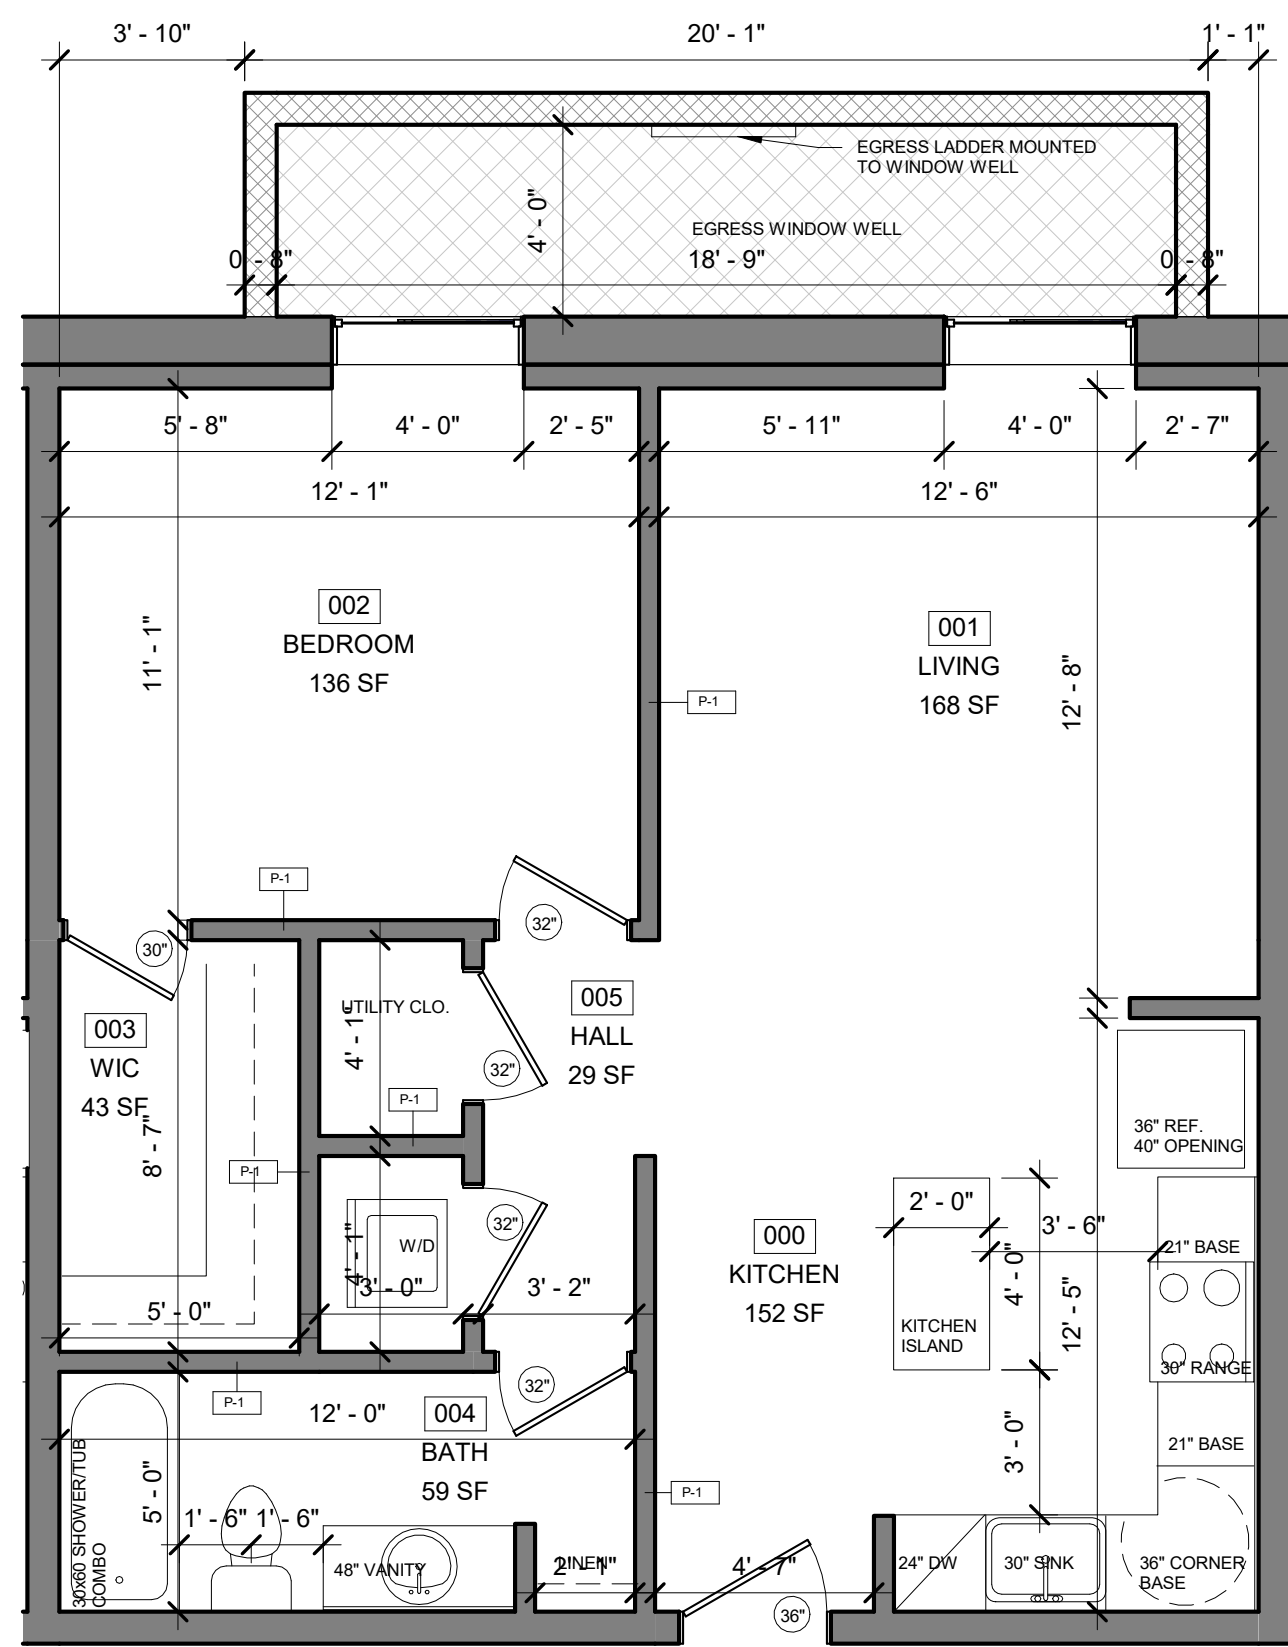 3' - 10"
20' - 1"
1' - 1"
EGRESS LADDER MOUNTED
TO WINDOW WELL
4' - 0"
EGRESS WINDOW WELL
0' - 8"
18' - 9"
0' - 8"
5' - 8"
4' - 0"
2' - 5"
5' - 11"
4' - 0"
2' - 7"
12' - 1"
12' - 6"
002
BEDROOM
136 SF
11' - 1"
001
LIVING
168 SF
12' - 8"
P-1
P-1
30"
32"
UTILITY CLO.
4' - 1"
32"
005
HALL
29 SF
003
WIC
43 SF
8' - 7"
P-1
P-1
36" REF.
40" OPENING
W/D
4' - 1"
32"
3' - 0"
3' - 2"
5' - 0"
000
KITCHEN
152 SF
2' - 0"
3' - 6"
4' - 0"
12' - 5"
21" BASE
KITCHEN
ISLAND
30" RANGE
21" BASE
3' - 0"
P-1
32"
12' - 0"
004
BATH
59 SF
30x60 SHOWER/TUB
COMBO
5' - 0"
1' - 6"
1' - 6"
48" VANITY
LINEN
2' - 1"
P-1
4' - 7"
36"
24" DW
30" SINK
36" CORNER
BASE